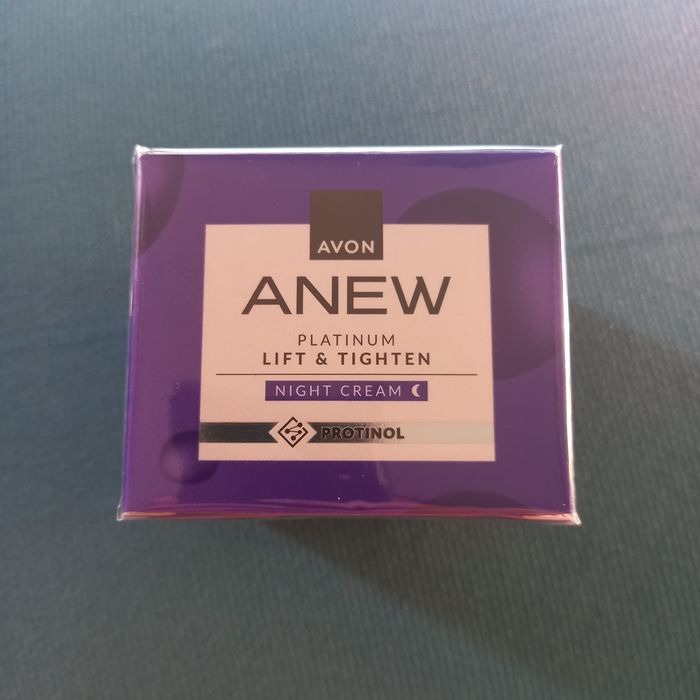 AVON
ANEW
PLATINUM
LIFT & TIGHTEN
NIGHT CREAM
PROTINOL